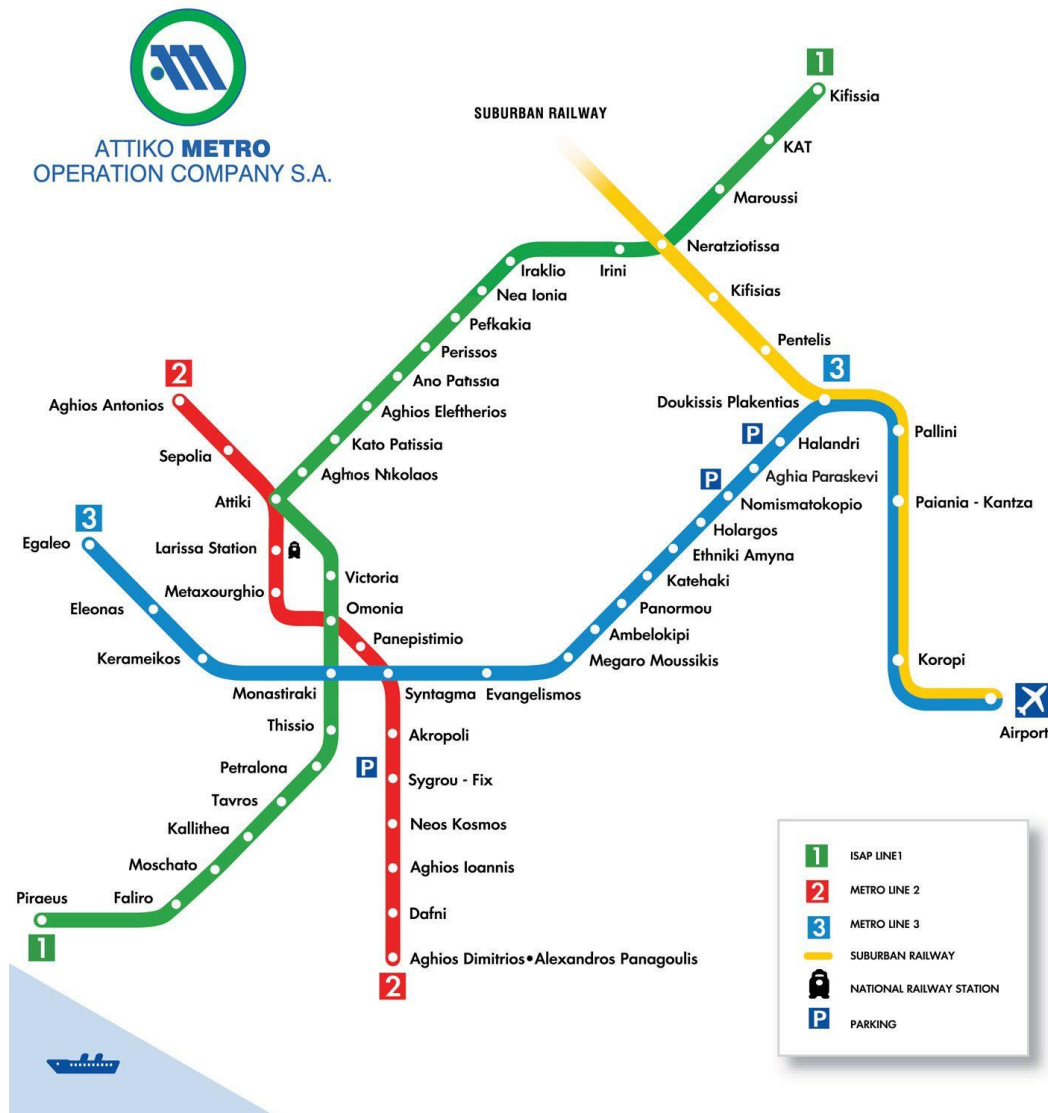 ATTIKO METRO
OPERATION COMPANY S.A.
SUBURBAN RAILWAY
1
Kifissia
KAT
Maroussi
Neratziotissa
Irini
Iraklio
Nea Ionia
Kifisias
Pefkakia
Pentelis
Perissos
2
3
Ano Patissia
Aghios Antonios
Aghios Eleftherios
Doukissis Plakentias
Pallini
P
Halandri
Kato Patissia
Sepolia
Aghios Nikolaos
Aghia Paraskevi
P
Attiki
Nomismatokopio
Paiania - Kantza
3
Holargos
Egaleo
Larissa Station
Ethniki Amyna
Victoria
Katehaki
Metaxourghio
Eleonas
Omonia
Panormou
Panepistimio
Ambelokipi
Kerameikos
Megaro Moussikis
Koropi
Monastiraki
Syntagma
Evangelismos
Thissio
Akropoli
Airport
Petralona
P
Sygrou - Fix
Tavros
Neos Kosmos
Kallithea
Moschato
Aghios Ioannis
Piraeus
Faliro
Dafni
1
Aghios Dimitrios•Alexandros Panagoulis
2
1 ISAP LINE1
2 METRO LINE 2
3 METRO LINE 3
SUBURBAN RAILWAY
NATIONAL RAILWAY STATION
P PARKING